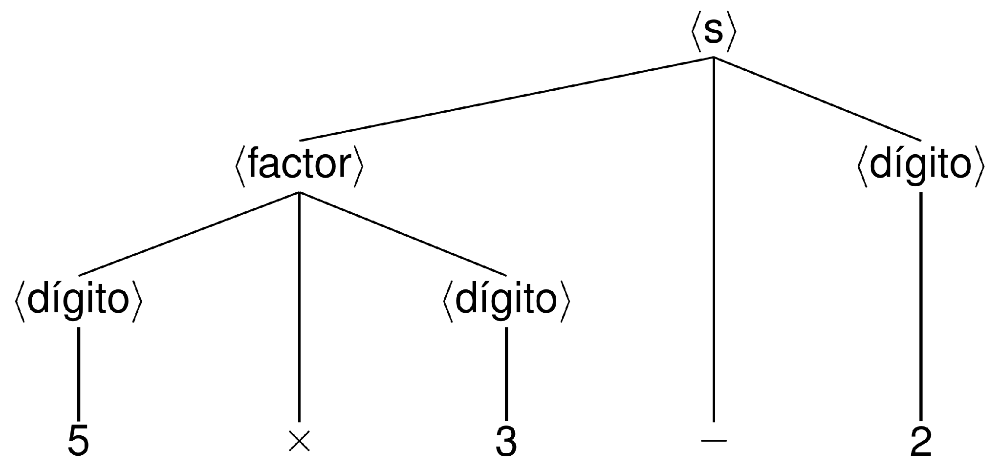 ⟨s⟩
⟨factor⟩ ⟨dígito⟩
⟨dígito⟩ ⟨dígito⟩
5 × 3 − 2